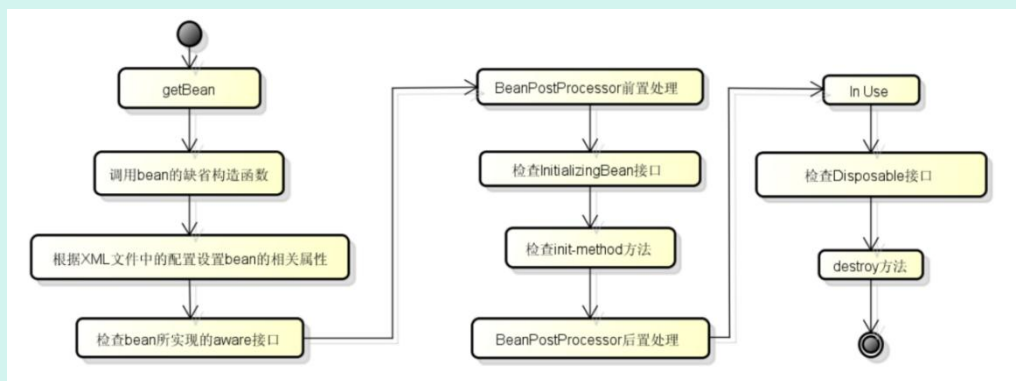 getBean
调用bean的缺省构造函数
根据XML文件中的配置设置bean的相关属性
检查bean所实现的aware接口
BeanPostProcessor前置处理
检查InitializingBean接口
检查init-method方法
BeanPostProcessor后置处理
In Use
检查Disposable接口
destroy方法